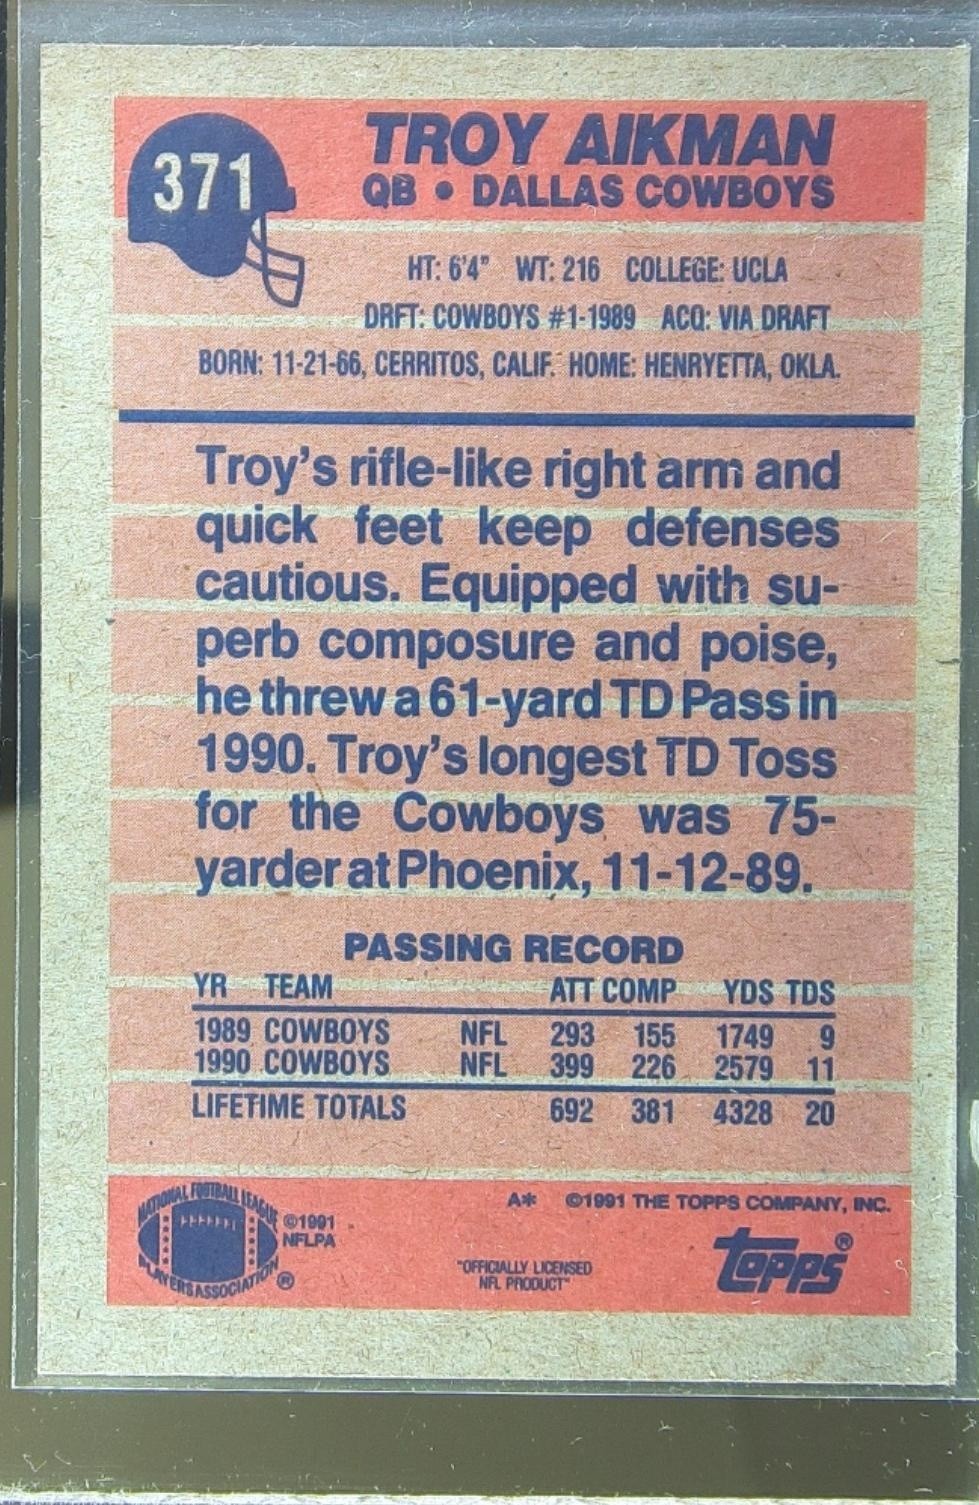 371
TROY AIKMAN
QB • DALLAS COWBOYS
HT: 6'4" WT: 216 COLLEGE: UCLA
DRFT: COWBOYS #1-1989 ACQ: VIA DRAFT
BORN: 11-21-66, CERRITOS, CALIF. HOME: HENRYETTA, OKLA.
Troy's rifle-like right arm and
quick feet keep defenses
cautious. Equipped with su-
perb composure and poise,
he threw a 61-yard TD Pass in
1990. Troy's longest TD Toss
for the Cowboys was 75-
yarder at Phoenix, 11-12-89.
PASSING RECORD
YR TEAM ATT COMP YDS TDS
1989 COWBOYS NFL 293 155 1749 9
1990 COWBOYS NFL 399 226 2579 11
LIFETIME TOTALS 692 381 4328 20
A* ©1991 THE TOPPS COMPANY, INC.
NATIONAL FOOTBALL LEAGUE
PLAYERS ASSOCIATION ®
©1991
NFLPA
"OFFICIALLY LICENSED
NFL PRODUCT"
topps®